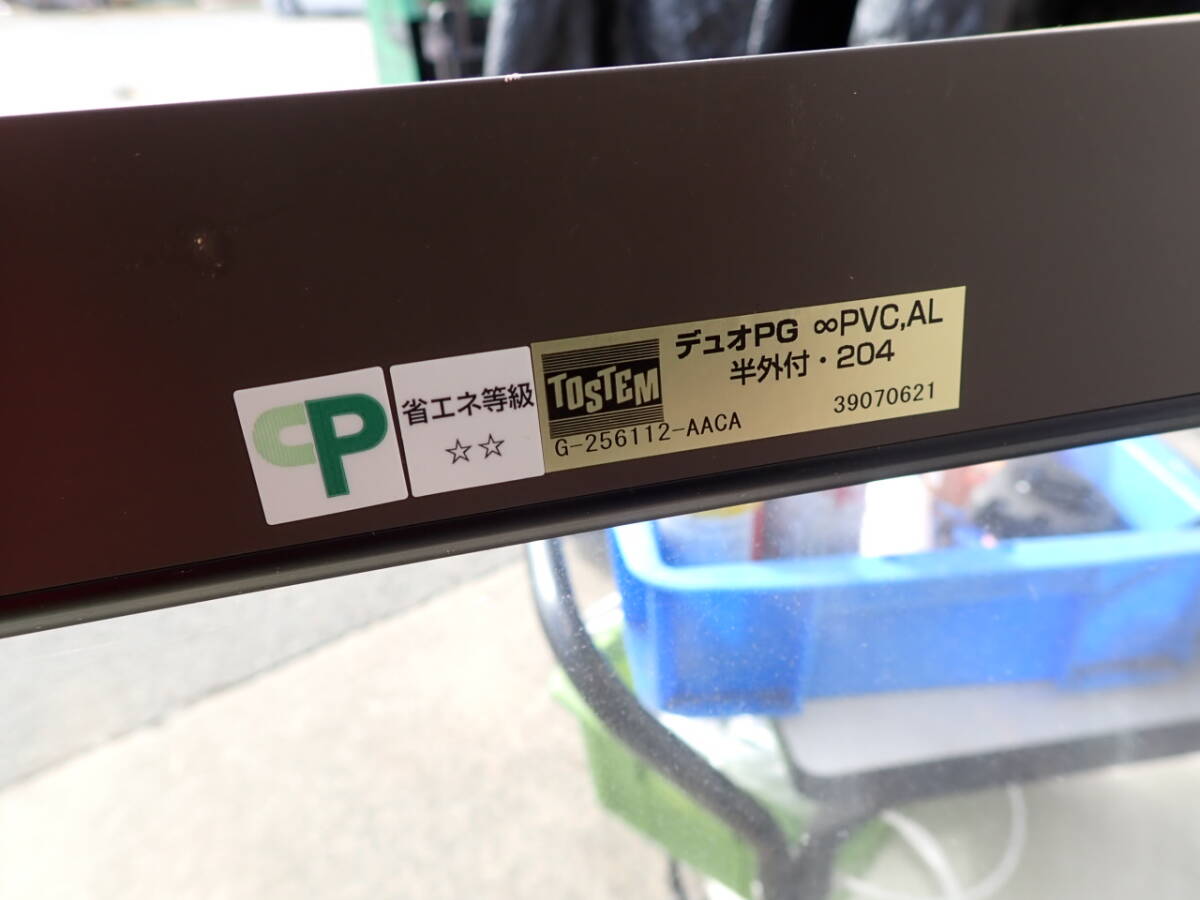 CP
省エネ等級
☆☆
TOSTEM
デュオPG ∞PVC,AL
半外付・204
G-256112-AACA
39070621